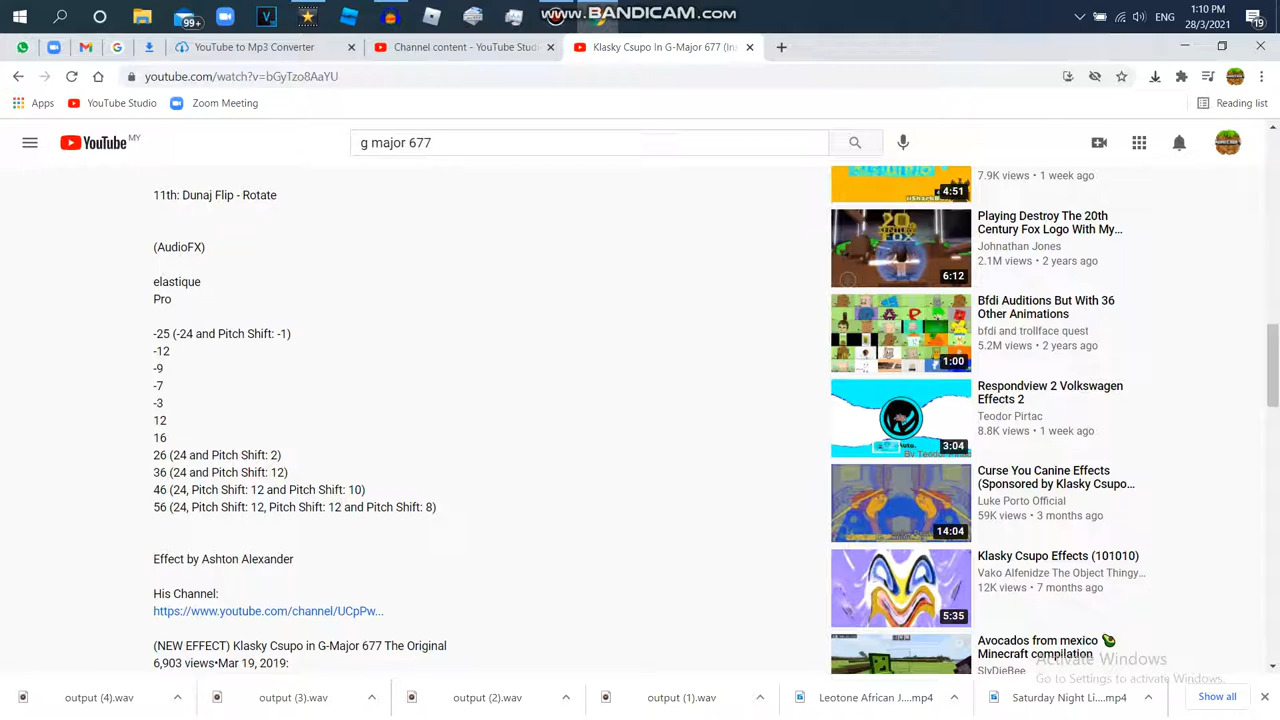 www.BANDICAM.com
99+
1:10 PM
ENG
28/3/2021
19
YouTube to Mp3 Converter
Channel content - YouTube Studi
Klasky Csupo In G-Major 677 (In
youtube.com/watch?v=bGyTzo8AaYU
Apps
YouTube Studio
Zoom Meeting
Reading list
YouTube MY
g major 677
11th: Dunaj Flip - Rotate
(AudioFX)
elastique
Pro
-25 (-24 and Pitch Shift: -1)
-12
-9
-7
-3
12
16
26 (24 and Pitch Shift: 2)
36 (24 and Pitch Shift: 12)
46 (24, Pitch Shift: 12 and Pitch Shift: 10)
56 (24, Pitch Shift: 12, Pitch Shift: 12 and Pitch Shift: 8)
Effect by Ashton Alexander
His Channel:
https://www.youtube.com/channel/UCpPw...
(NEW EFFECT) Klasky Csupo in G-Major 677 The Original
6,903 views•Mar 19, 2019:
7.9K views • 1 week ago
4:51
Playing Destroy The 20th
Century Fox Logo With My...
Johnathan Jones
2.1M views • 2 years ago
6:12
Bfdi Auditions But With 36
Other Animations
bfdi and trollface quest
5.2M views • 2 years ago
1:00
Respondview 2 Volkswagen
Effects 2
Teodor Pirtac
8.8K views • 1 week ago
3:04
Curse You Canine Effects
(Sponsored by Klasky Csupo...
Luke Porto Official
59K views • 3 months ago
14:04
Klasky Csupo Effects (101010)
Vako Alfenidze The Object Thingy...
12K views • 7 months ago
5:35
Avocados from mexico 🥑
Minecraft compilation
SlyDieBee
Activate Windows
Go to Settings to activate Windows.
output (4).wav
output (3).wav
output (2).wav
output (1).wav
Leotone African J....mp4
Saturday Night Li....mp4
Show all